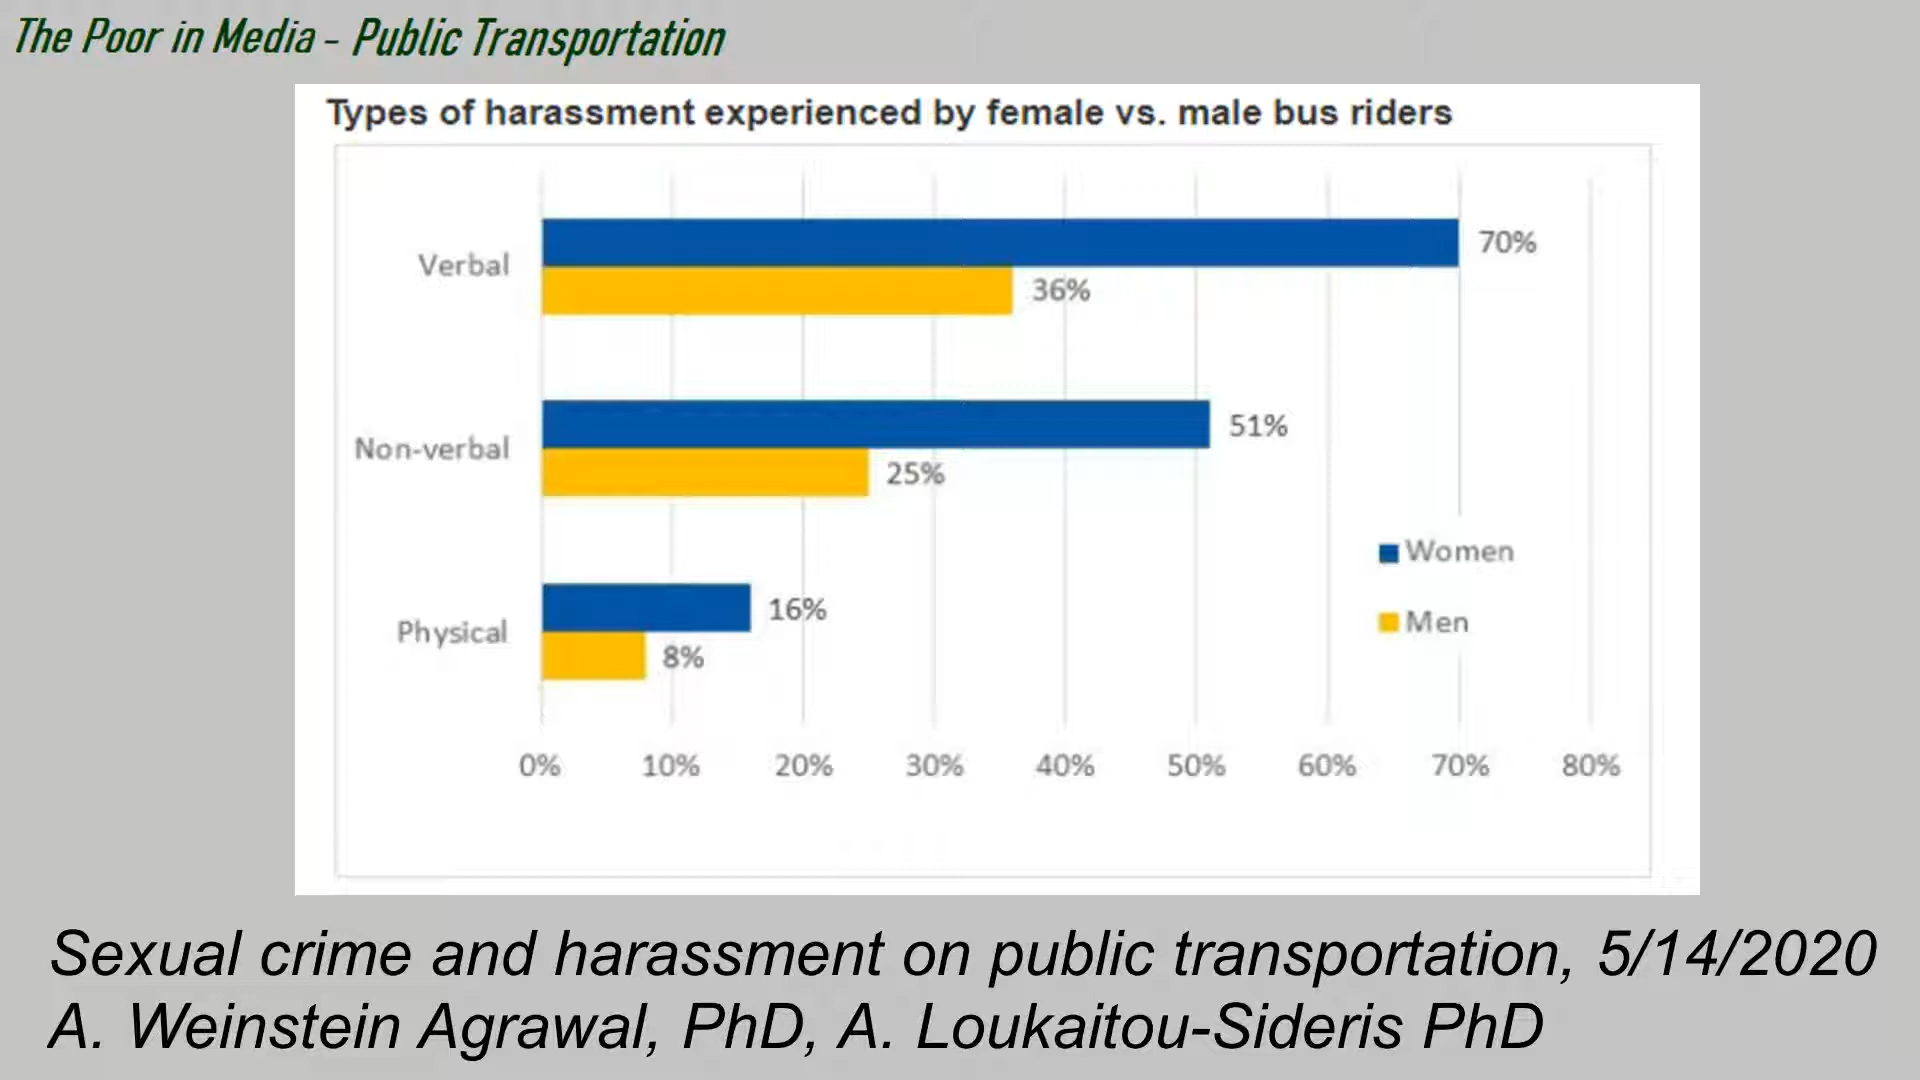 The Poor in Media - Public Transportation
Types of harassment experienced by female vs. male bus riders
Verbal
70%
36%
Non-verbal
51%
25%
Physical
16%
8%
Women
Men
0% 10% 20% 30% 40% 50% 60% 70% 80%
Sexual crime and harassment on public transportation, 5/14/2020
A. Weinstein Agrawal, PhD, A. Loukaitou-Sideris PhD